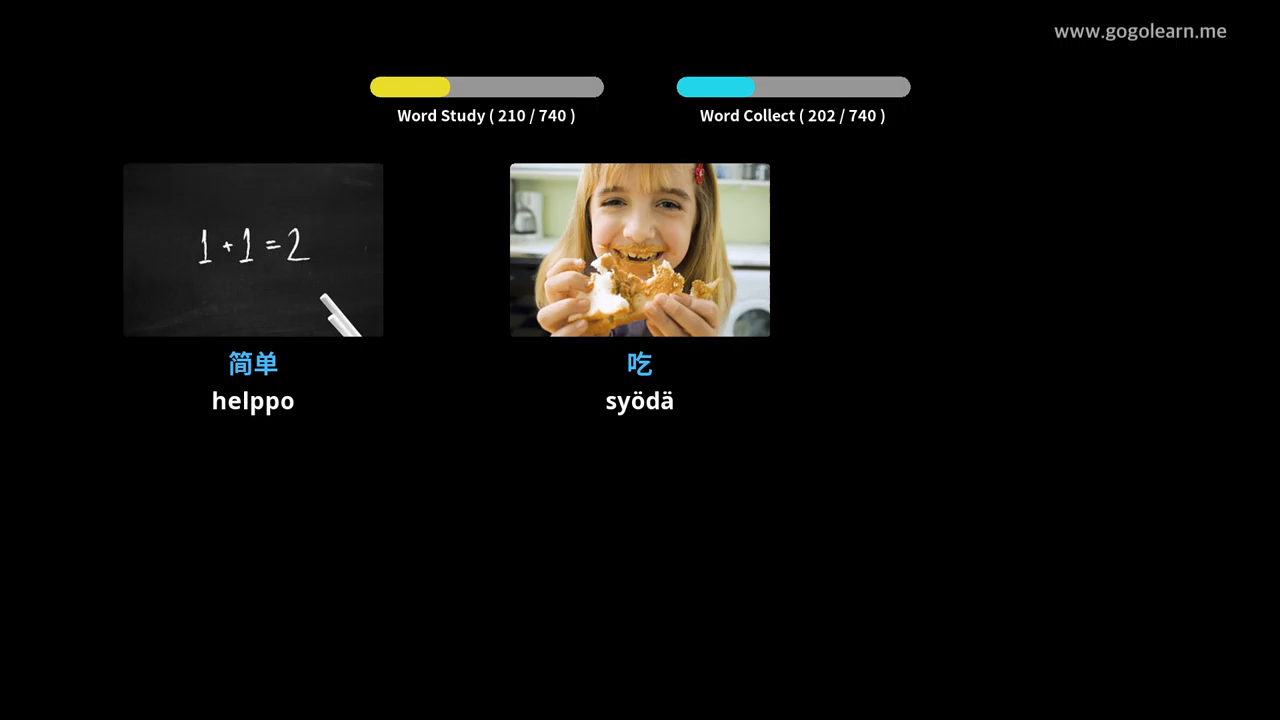 www.gogolearn.me
Word Study ( 210 / 740 )
Word Collect ( 202 / 740 )
1 + 1 = 2
简单
helppo
吃
syödä